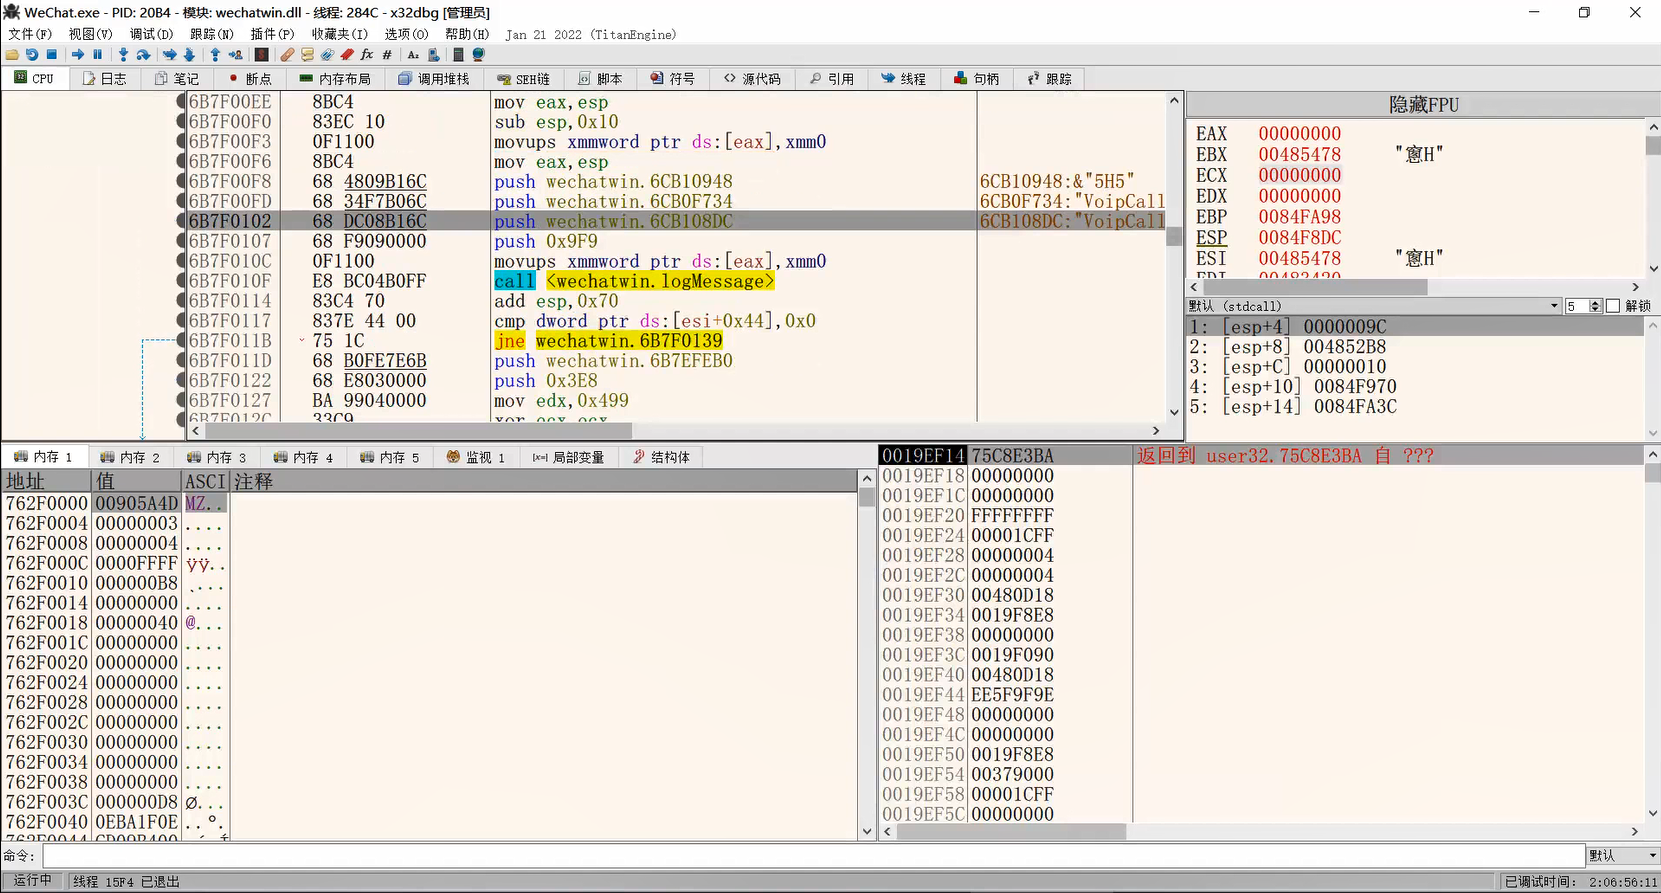 WeChat.exe - PID: 20B4 - 模块: wechatwin.dll - 线程: 284C - x32dbg [管理员]
文件(F) 视图(V) 调试(D) 跟踪(N) 插件(P) 收藏夹(I) 选项(O) 帮助(H) Jan 21 2022 (TitanEngine)
CPU 日志 笔记 断点 内存布局 调用堆栈 SEH链 脚本 符号 源代码 引用 线程 句柄 跟踪
6B7F00EE 8BC4 mov eax,esp
6B7F00F0 83EC 10 sub esp,0x10
6B7F00F3 0F1100 movups xmmword ptr ds:[eax],xmm0
6B7F00F6 8BC4 mov eax,esp
6B7F00F8 68 4809B16C push wechatwin.6CB10948 6CB10948:&"5H5"
6B7F00FD 68 34F7B06C push wechatwin.6CB0F734 6CB0F734:"VoipCall
6B7F0102 68 DC08B16C push wechatwin.6CB108DC 6CB108DC:"VoipCall
6B7F0107 68 F9090000 push 0x9F9
6B7F010C 0F1100 movups xmmword ptr ds:[eax],xmm0
6B7F010F E8 BC04B0FF call <wechatwin.logMessage>
6B7F0114 83C4 70 add esp,0x70
6B7F0117 837E 44 00 cmp dword ptr ds:[esi+0x44],0x0
6B7F011B 75 1C jne wechatwin.6B7F0139
6B7F011D 68 B0FE7E6B push wechatwin.6B7EFEB0
6B7F0122 68 E8030000 push 0x3E8
6B7F0127 BA 99040000 mov edx,0x499
6B7F012C 33C9 xor ecx,ecx
隐藏FPU
EAX 00000000
EBX 00485478 "窻H"
ECX 00000000
EDX 00000000
EBP 0084FA98
ESP 0084F8DC
ESI 00485478 "窻H"
默认 (stdcall) 5 解锁
1: [esp+4] 0000009C
2: [esp+8] 004852B8
3: [esp+C] 00000010
4: [esp+10] 0084F970
5: [esp+14] 0084FA3C
内存 1 内存 2 内存 3 内存 4 内存 5 监视 1 局部变量 结构体
地址 值 ASCI 注释
762F0000 00905A4D MZ..
762F0004 00000003 ....
762F0008 00000004 ....
762F000C 0000FFFF ÿÿ..
762F0010 000000B8 ¸...
762F0014 00000000 ....
762F0018 00000040 @...
762F001C 00000000 ....
762F0020 00000000 ....
762F0024 00000000 ....
762F0028 00000000 ....
762F002C 00000000 ....
762F0030 00000000 ....
762F0034 00000000 ....
762F0038 00000000 ....
762F003C 000000D8 Ø...
762F0040 0EBA1F0E ..º.
0019EF14 75C8E3BA 返回到 user32.75C8E3BA 自 ???
0019EF18 00000000
0019EF1C 00000000
0019EF20 FFFFFFFF
0019EF24 00001CFF
0019EF28 00000004
0019EF2C 00000004
0019EF30 00480D18
0019EF34 0019F8E8
0019EF38 00000000
0019EF3C 0019F090
0019EF40 00480D18
0019EF44 EE5F9F9E
0019EF48 00000000
0019EF4C 00000000
0019EF50 0019F8E8
0019EF54 00379000
0019EF58 00001CFF
0019EF5C 00000000
命令: 默认
运行中 线程 15F4 已退出 已调试时间: 2:06:56:11